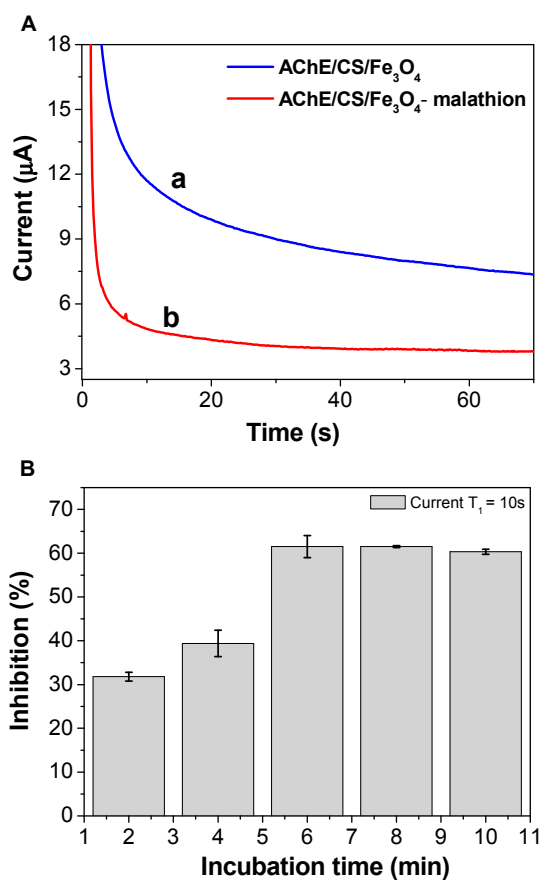 A
18
15
12
9
6
3
Current (μA)
AChE/CS/Fe₃O₄
AChE/CS/Fe₃O₄- malathion
a
b
0 20 40 60
Time (s)
B
70
60
50
40
30
20
10
0
Inhibition (%)
Current T₁ = 10s
1 2 3 4 5 6 7 8 9 10 11
Incubation time (min)